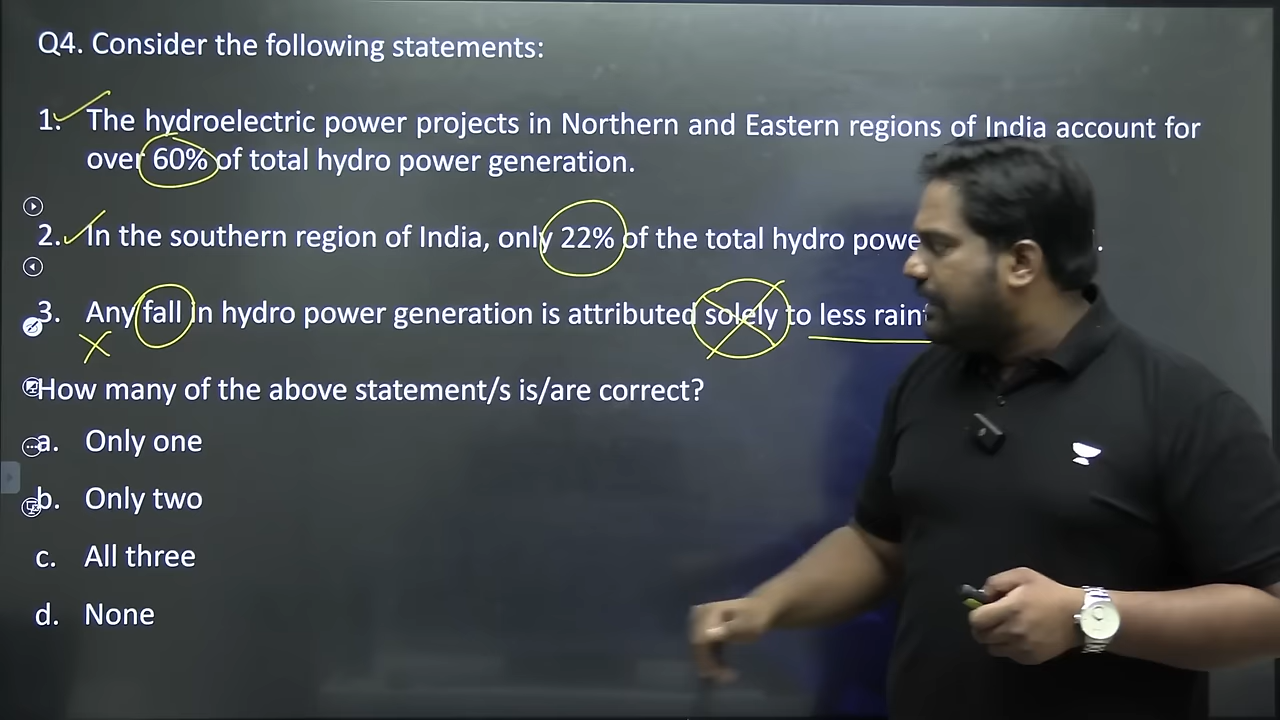 Q4. Consider the following statements:
1. The hydroelectric power projects in Northern and Eastern regions of India account for
over 60% of total hydro power generation.
2. In the southern region of India, only 22% of the total hydro
3. Any fall in hydro power generation is attributed solely to less
How many of the above statement/s is/are correct?
a. Only one
b. Only two
c. All three
d. None